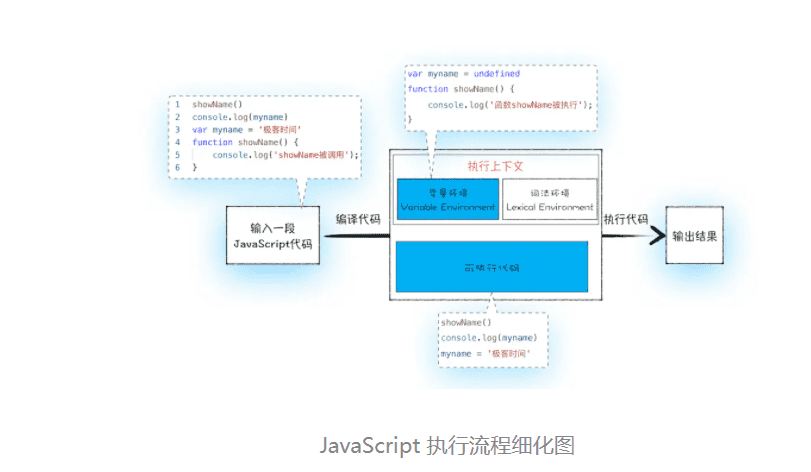 var myname = undefined
function showName() {
console.log('函数showName被执行');
}
1 showName()
2 console.log(myname)
3 var myname = '极客时间'
4 function showName() {
5 console.log('showName被调用');
6 }
执行上下文
变量环境
Variable Environment
词法环境
Lexical Environment
输入一段
JavaScript代码
编译代码
执行代码
输出结果
可执行代码
showName()
console.log(myname)
myname = '极客时间'
JavaScript 执行流程细化图